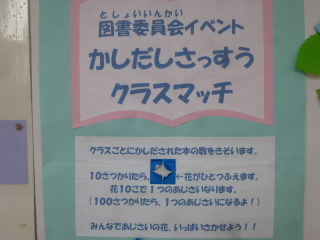 としょいいんかい
図書委員会イベント
かしだしさっすう
クラスマッチ
クラスごとにかしだされた本の数をきそいます。
10さつかりたら、←花がひとつふえます。
花10こで1つのあじさいなります。
(100さつかりたら、1つのあじさいになるよ!)
みんなであじさいの花、いっぱいさかせよう!!